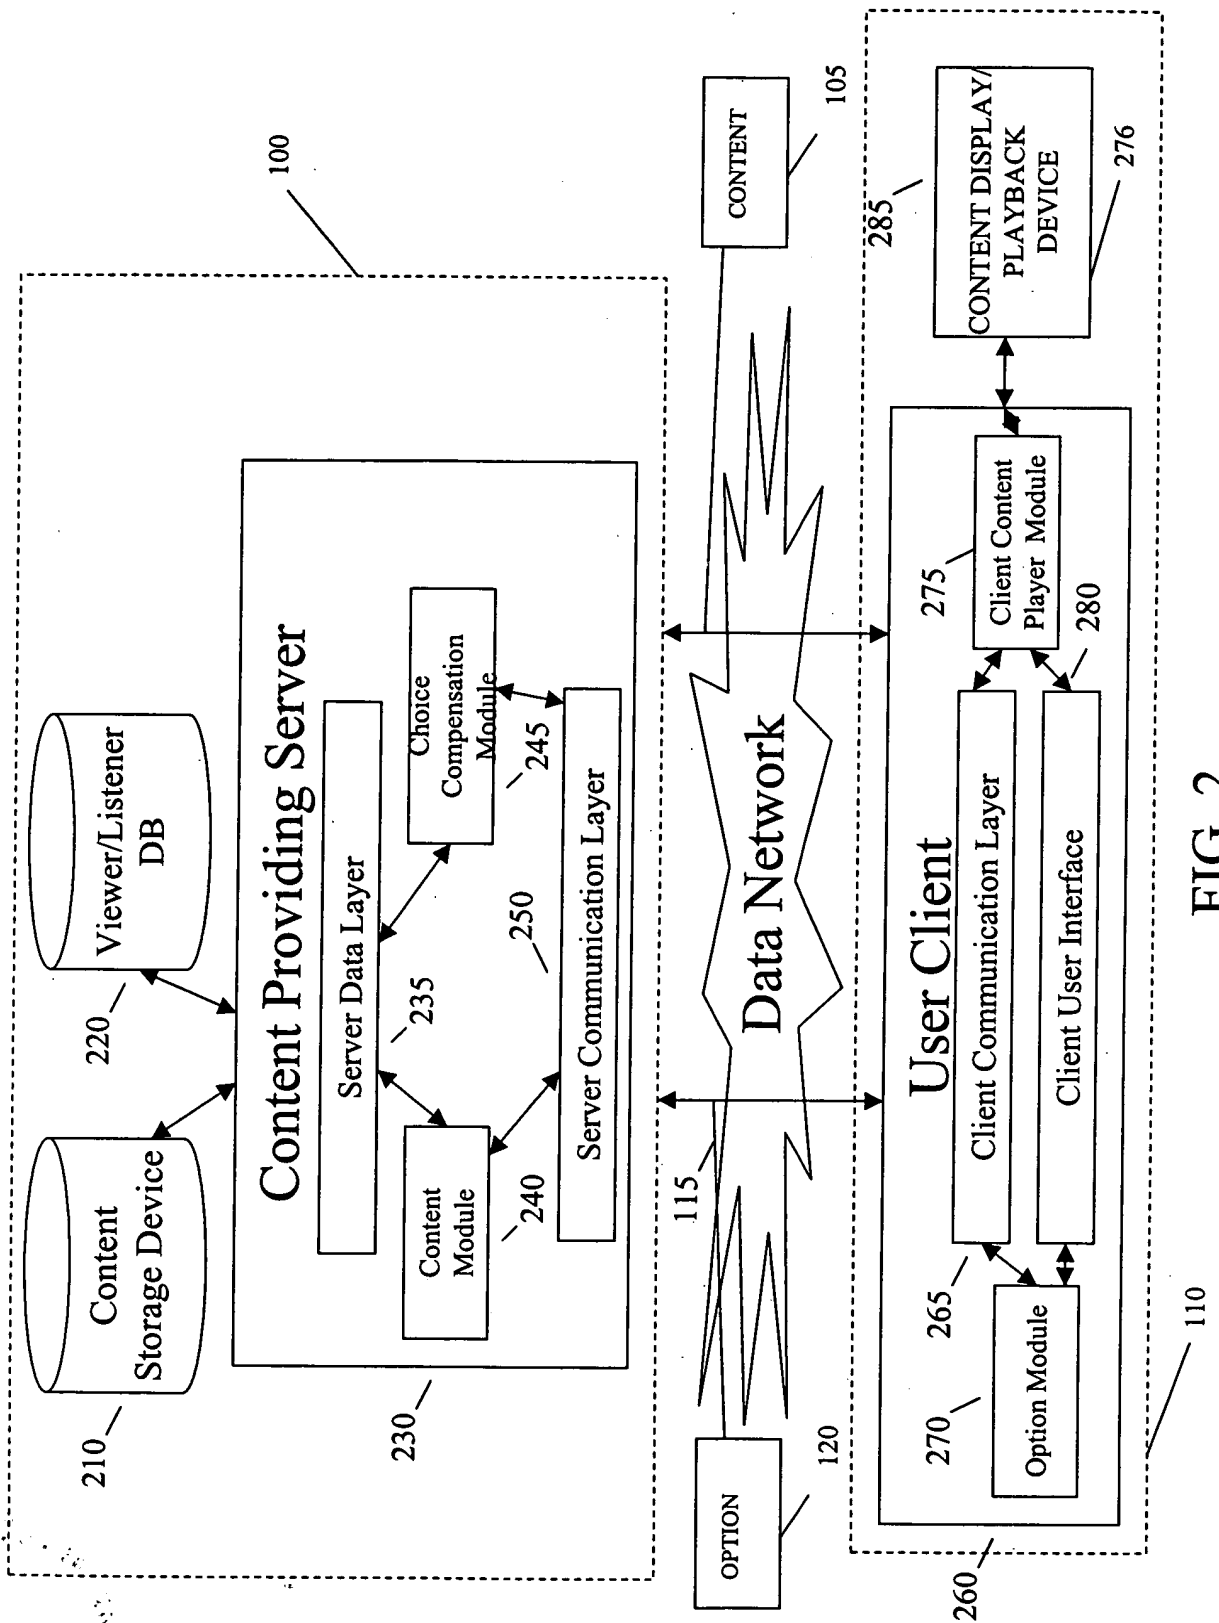 100
210
Content
Storage Device
220
Viewer/Listener
DB
230
Content Providing Server
Server Data Layer
235
Content
Module
240
Choice
Compensation
Module
245
250
Server Communication Layer
OPTION
120
115
Data Network
CONTENT
105
260
User Client
265
Client Communication Layer
270
Option Module
Client User Interface
275
Client Content
Player Module
280
285
CONTENT DISPLAY/
PLAYBACK
DEVICE
276
110
FIG. 2